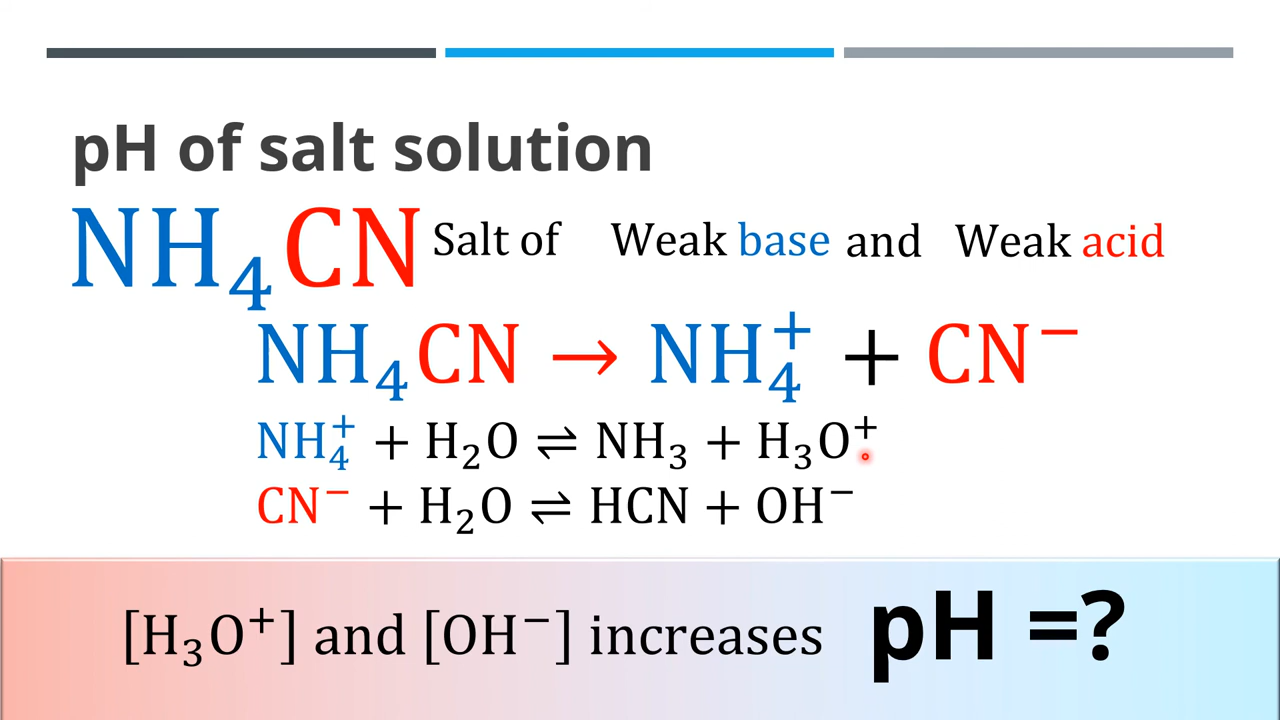 pH of salt solution
NH₄CN Salt of Weak base and Weak acid
NH₄CN → NH₄⁺ + CN⁻
NH₄⁺ + H₂O ⇌ NH₃ + H₃O⁺
CN⁻ + H₂O ⇌ HCN + OH⁻
[H₃O⁺] and [OH⁻] increases pH =?